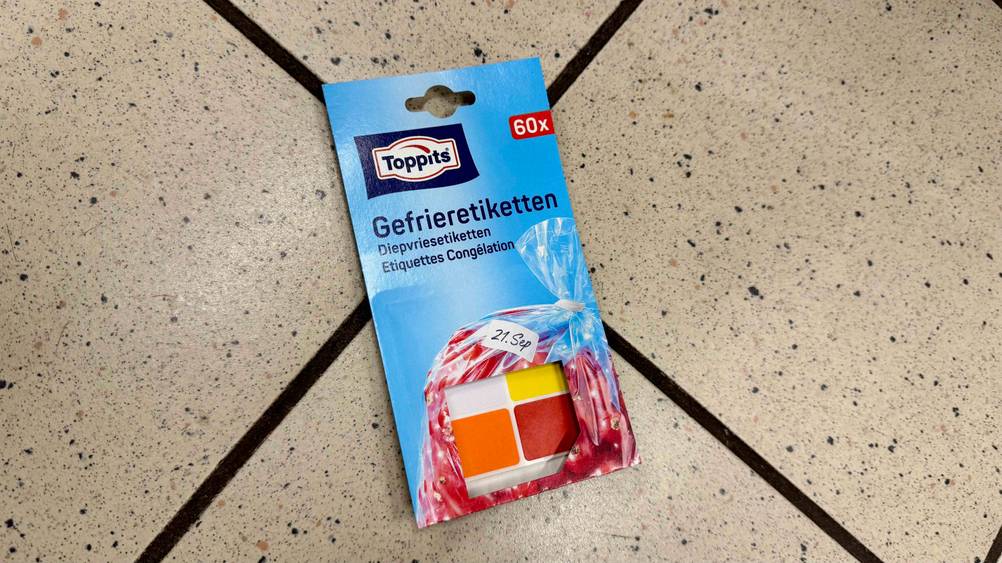 60x
Toppits
Gefrieretiketten
Diepvriesetiketten
Etiquettes Congélation
21. Sep